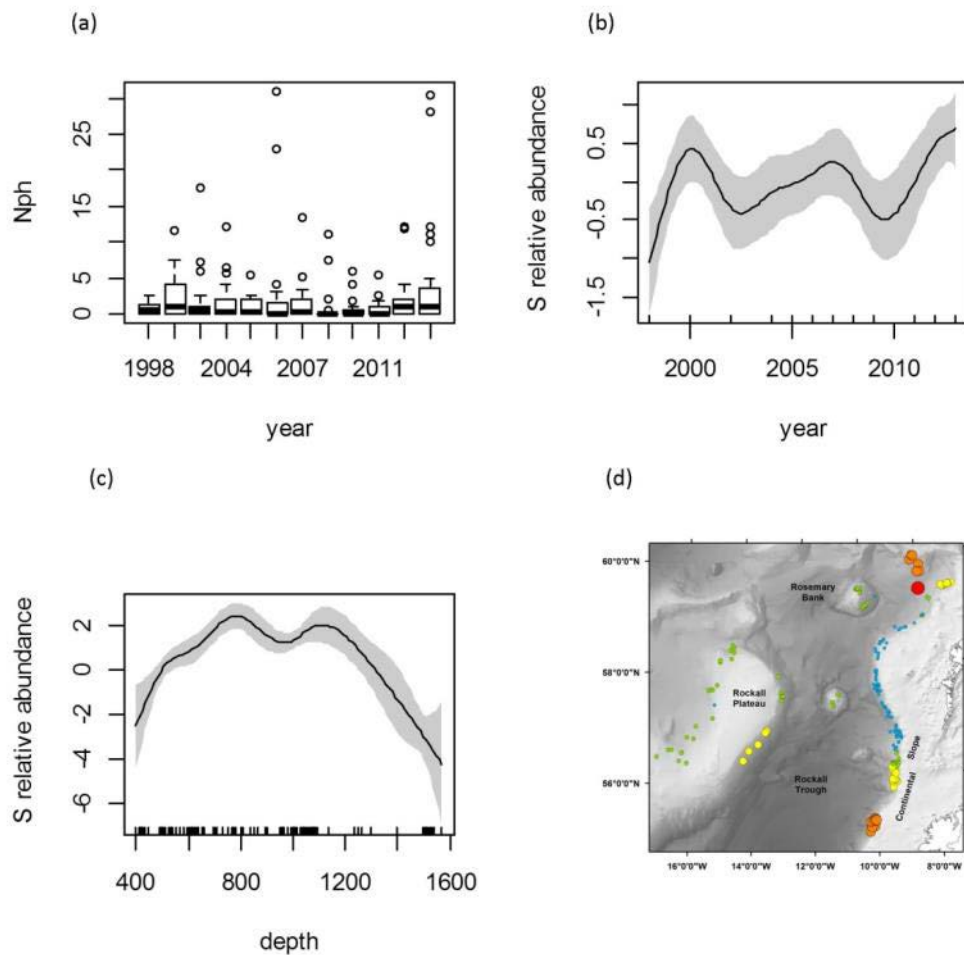 (a)
Nph
25
15
5
0
1998 2004 2007 2011
year
(b)
S relative abundance
0.5
-0.5
-1.5
2000 2005 2010
year
(c)
S relative abundance
2
0
-2
-4
-6
400 800 1200 1600
depth
(d)
60°0'0"N
58°0'0"N
56°0'0"N
Rosemary
Bank
Rockall
Plateau
Rockall
Trough
Continental Slope
16°0'0"W 14°0'0"W 12°0'0"W 10°0'0"W 8°0'0"W